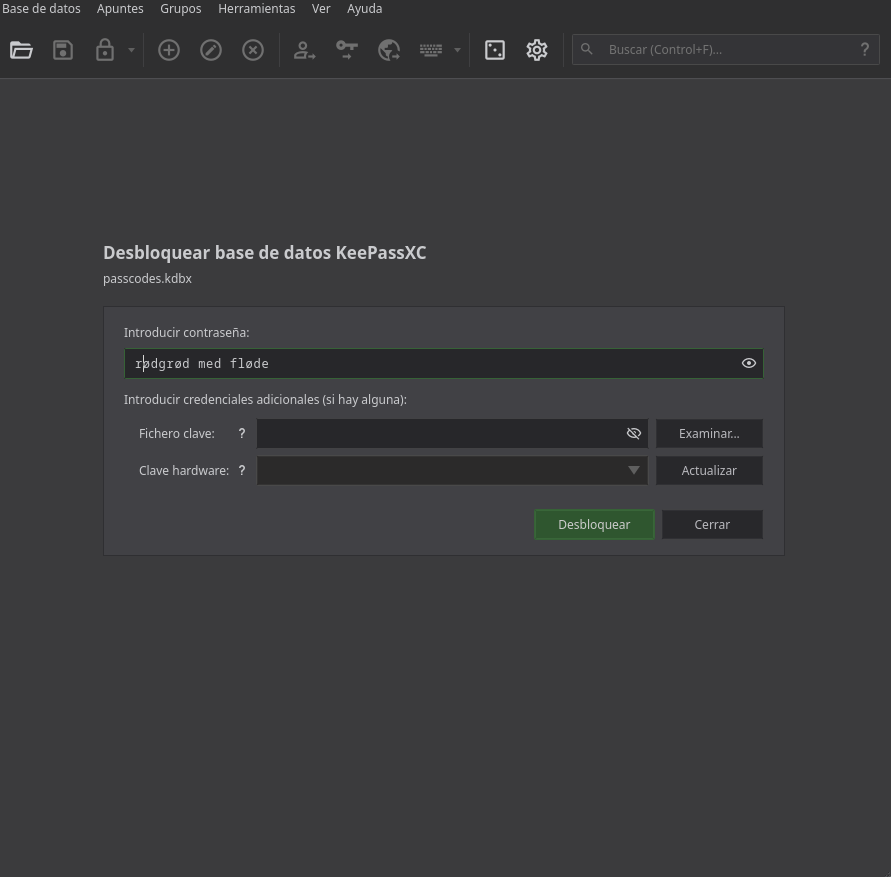 Base de datos Apuntes Grupos Herramientas Ver Ayuda
Buscar (Control+F)... ?
Desbloquear base de datos KeePassXC
passcodes.kdbx
Introducir contraseña:
rødgrød med fløde
Introducir credenciales adicionales (si hay alguna):
Fichero clave: ? Examinar...
Clave hardware: ? Actualizar
Desbloquear Cerrar